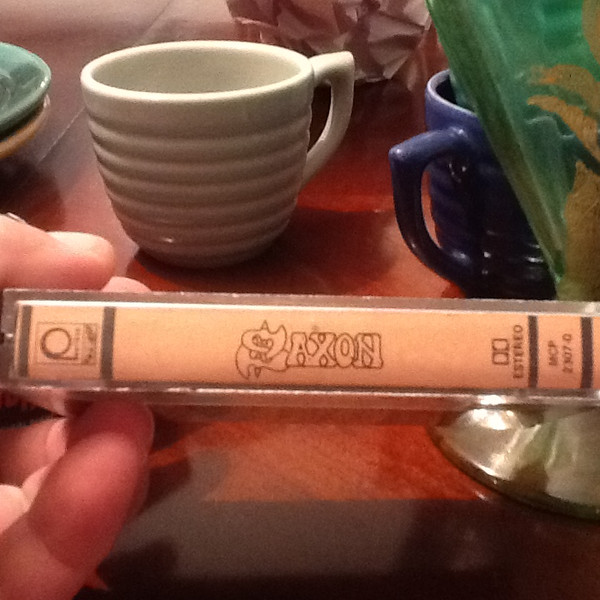 SAXON
ESTEREO
MCP
2307-0